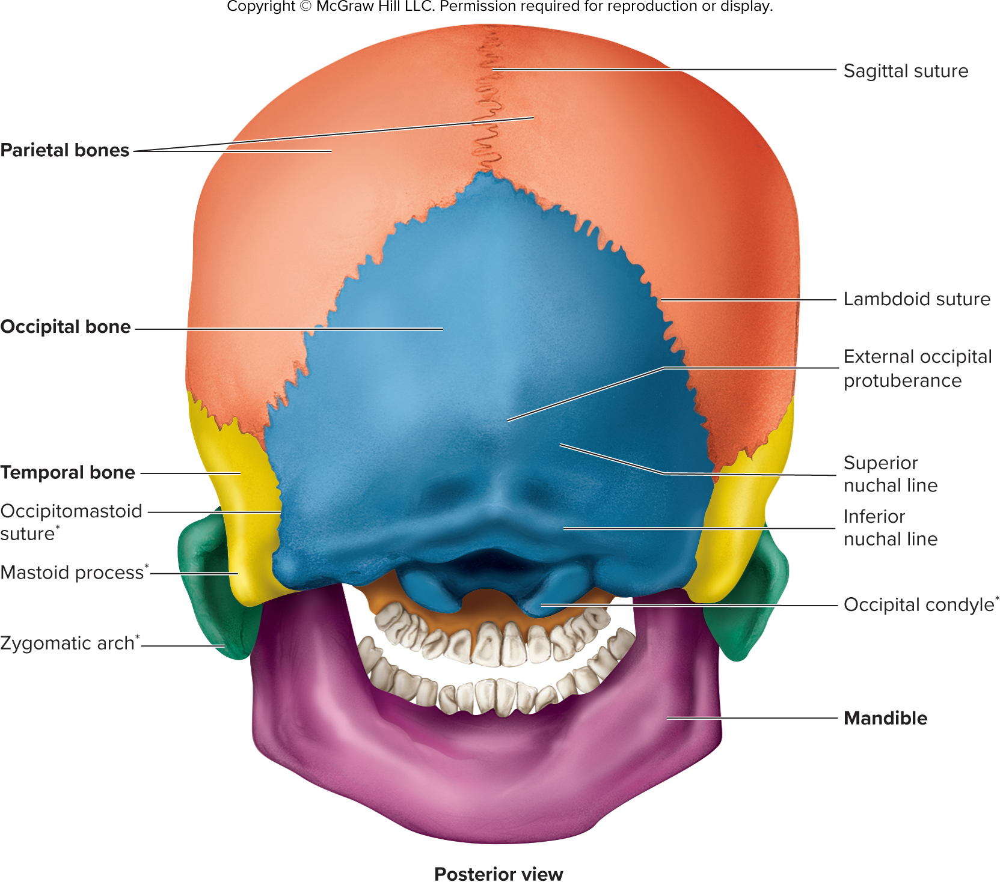 Copyright © McGraw Hill LLC. Permission required for reproduction or display.
Sagittal suture
Parietal bones
Lambdoid suture
Occipital bone
External occipital
protuberance
Superior
nuchal line
Temporal bone
Occipitomastoid
suture*
Inferior
nuchal line
Mastoid process*
Occipital condyle*
Zygomatic arch*
Mandible
Posterior view